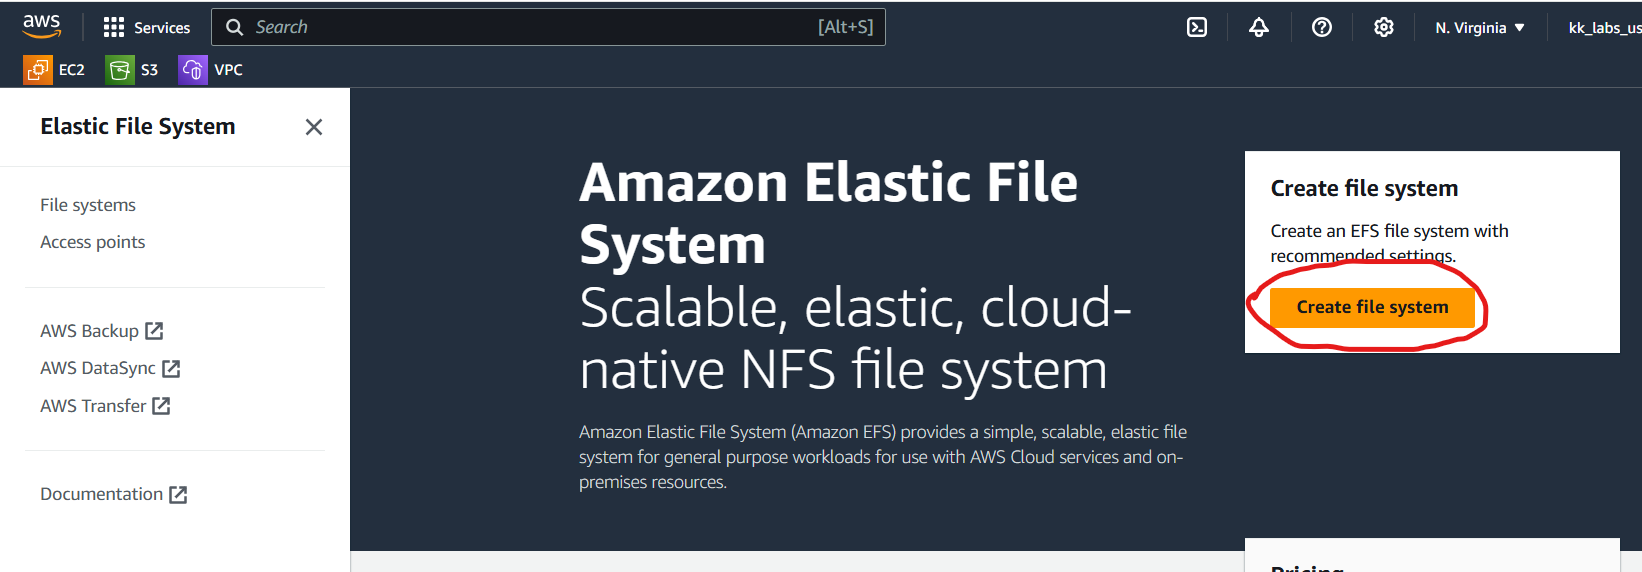 aws
Services
Search
[Alt+S]
N. Virginia
kk_labs_us
EC2
S3
VPC
Elastic File System
File systems
Access points
AWS Backup
AWS DataSync
AWS Transfer
Documentation
Amazon Elastic File
System
Scalable, elastic, cloud-
native NFS file system
Amazon Elastic File System (Amazon EFS) provides a simple, scalable, elastic file
system for general purpose workloads for use with AWS Cloud services and on-
premises resources.
Create file system
Create an EFS file system with
recommended settings.
Create file system
Pricing